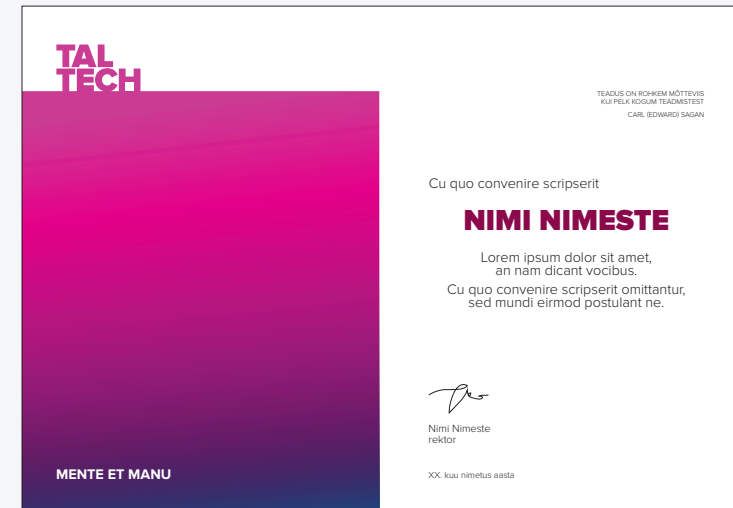 TAL
TECH
TEADUS ON ROHKEM MÕTTEVIIS
KUI PELK KOGUM TEADMISTEST
CARL (EDWARD) SAGAN
Cu quo convenire scripserit
NIMI NIMESTE
Lorem ipsum dolor sit amet,
an nam dicant vocibus.
Cu quo convenire scripserit omittantur,
sed mundi eirmod postulant ne.
Nimi Nimeste
rektor
MENTE ET MANU
XX. kuu nimetus aasta